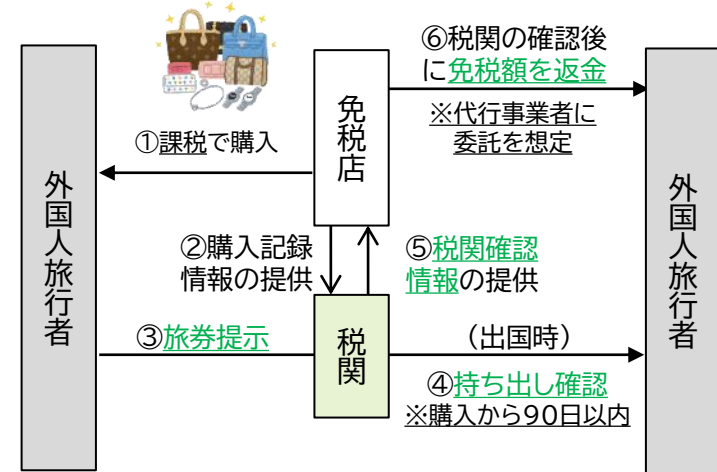 外国人旅行者
①課税で購入
免税店
⑥税関の確認後
に免税額を返金
※代行事業者に
委託を想定
②購入記録
情報の提供
⑤税関確認
情報の提供
③旅券提示
税関
（出国時）
④持ち出し確認
※購入から90日以内
外国人旅行者